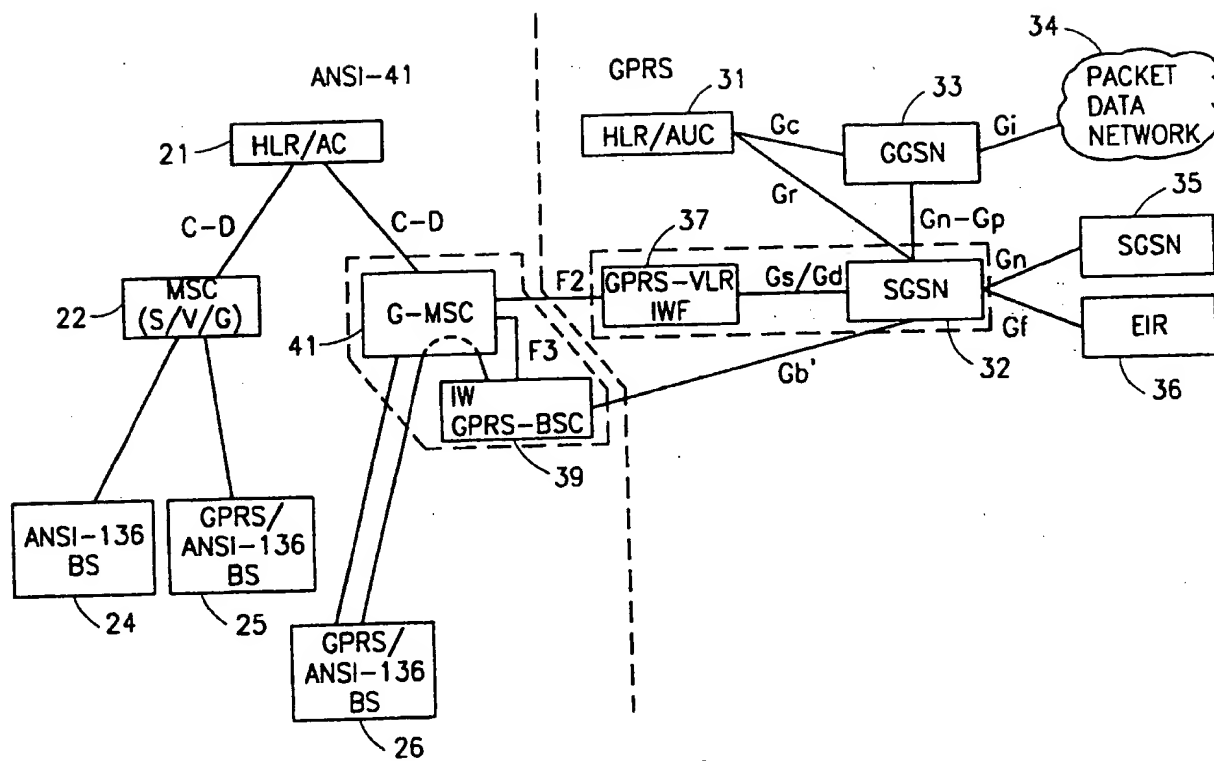 ANSI-41
GPRS
34
PACKET
DATA
NETWORK
31
33
21
HLR/AC
HLR/AUC
Gc
GGSN
Gi
35
Gr
C-D
C-D
37
Gn-Gp
SGSN
Gn
22
MSC
(S/V/G)
G-MSC
F2
GPRS-VLR
IWF
Gs/Gd
SGSN
Gf
EIR
41
F3
Gb'
32
36
IW
GPRS-BSC
39
ANSI-136
BS
GPRS/
ANSI-136
BS
24
25
GPRS/
ANSI-136
BS
26